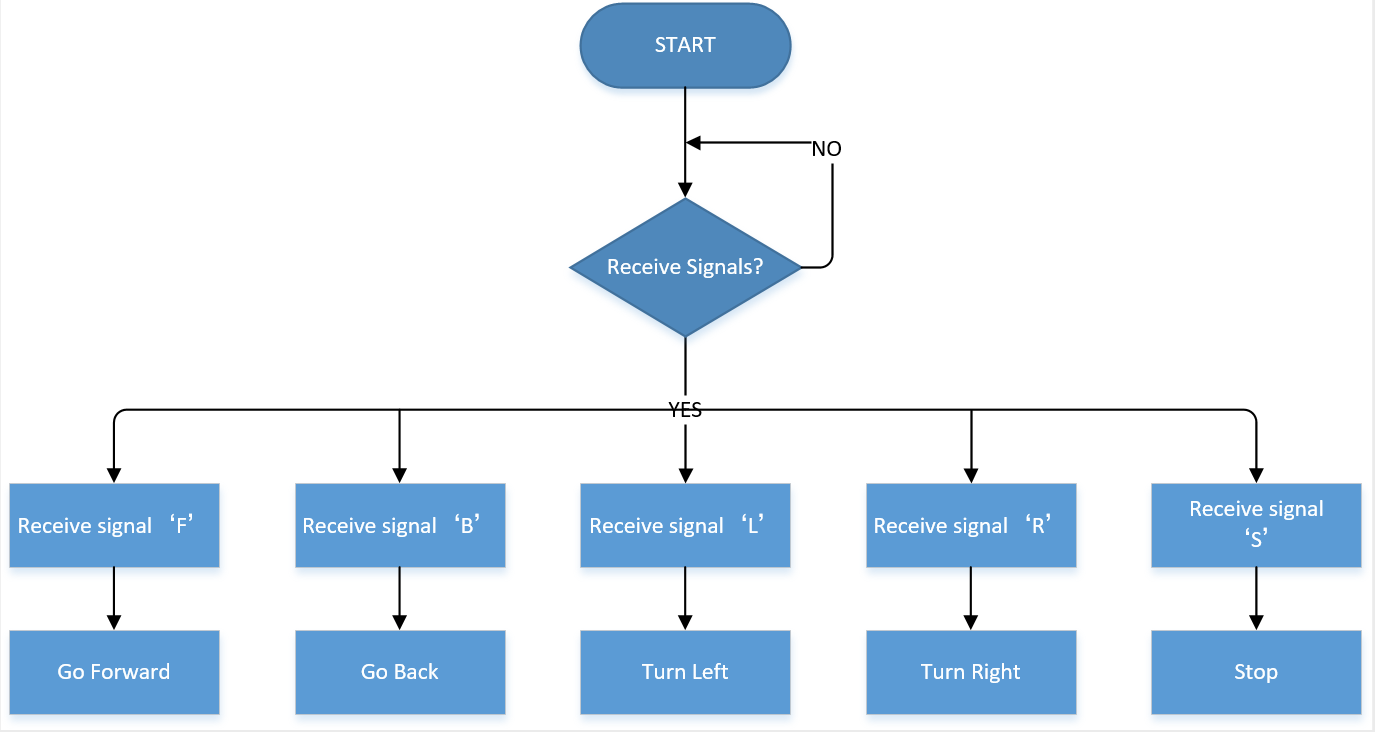 START
NO
Receive Signals?
YES
Receive signal ‘F’
Receive signal ‘B’
Receive signal ‘L’
Receive signal ‘R’
Receive signal
‘S’
Go Forward
Go Back
Turn Left
Turn Right
Stop